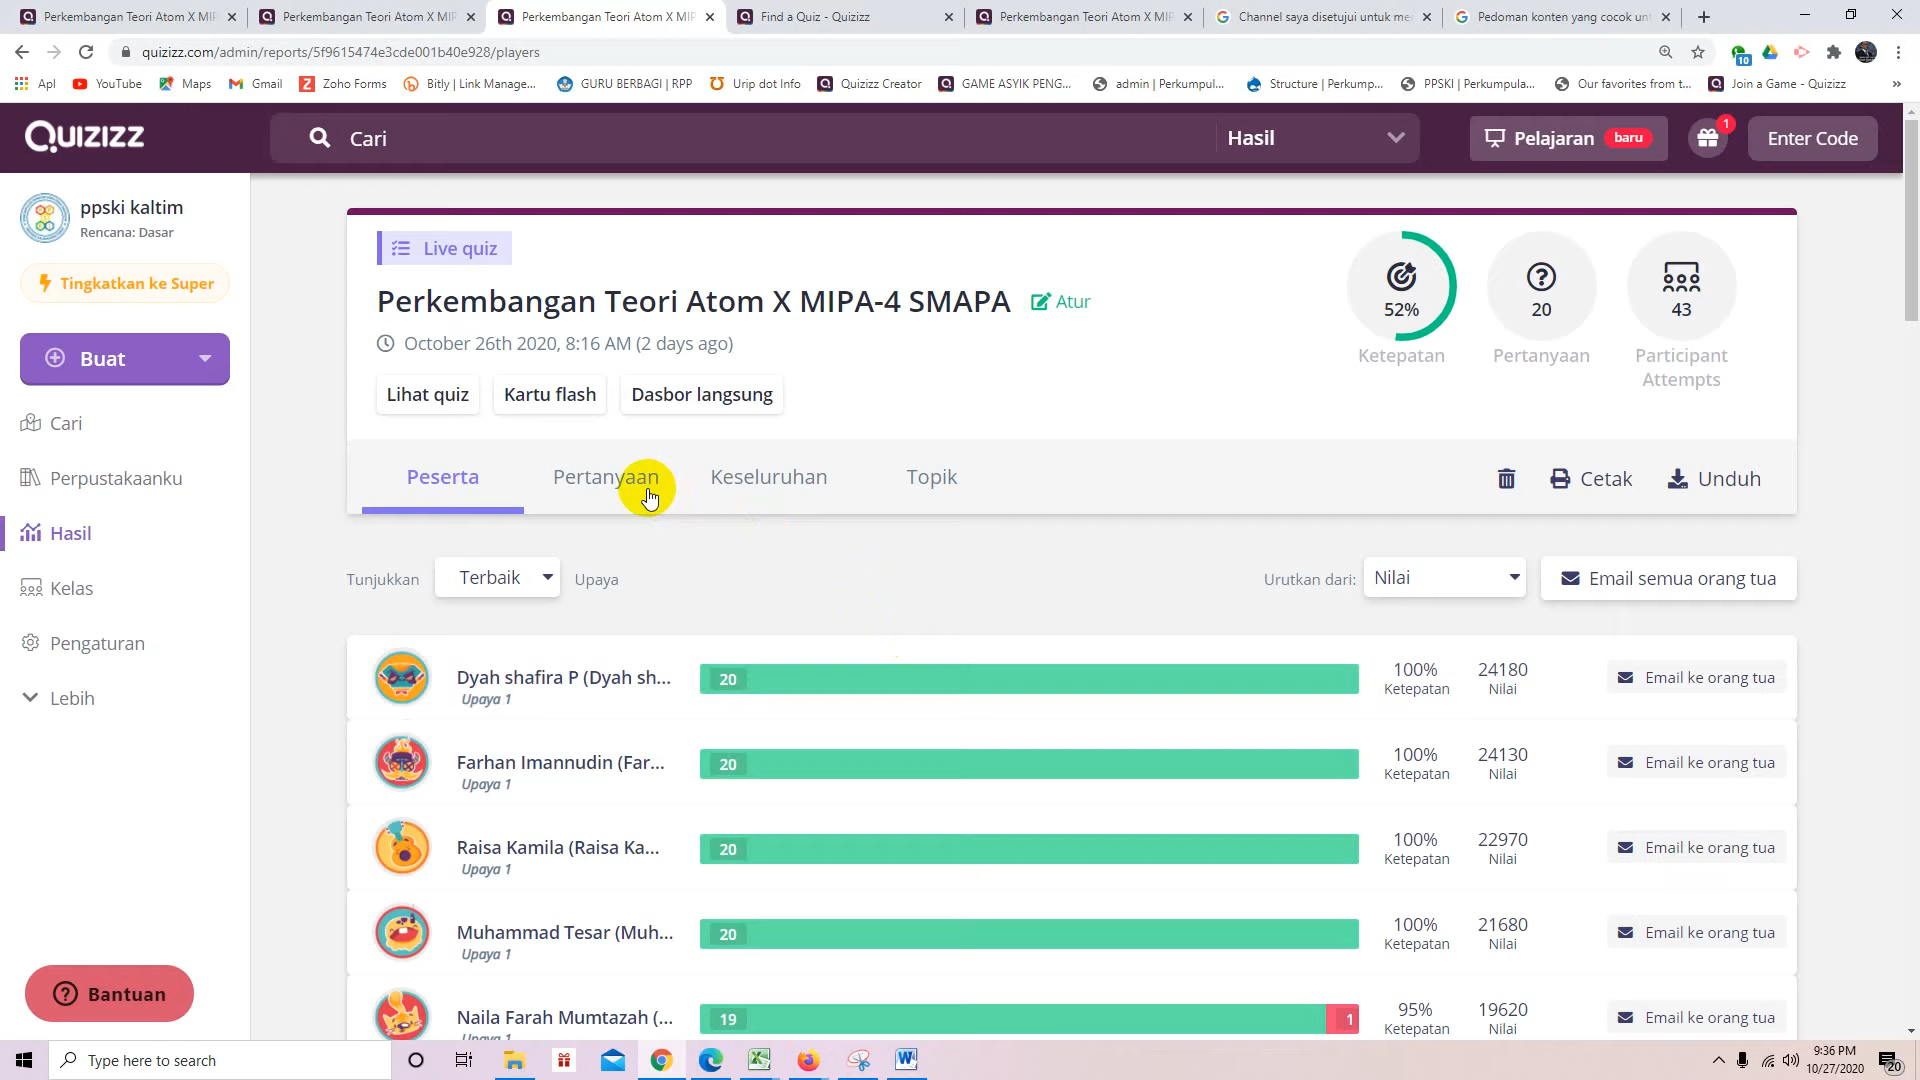 Perkembangan Teori Atom X MIP
Perkembangan Teori Atom X MIP
Perkembangan Teori Atom X MIP
Find a Quiz - Quizizz
Perkembangan Teori Atom X MIP
Channel saya disetujui untuk me
Pedoman konten yang cocok un
quizizz.com/admin/reports/5f9615474e3cde001b40e928/players
10
Apl
YouTube
Maps
Gmail
Zoho Forms
Bitly | Link Manage...
GURU BERBAGI | RPP
Urip dot Info
Quizizz Creator
GAME ASYIK PENG...
admin | Perkumpul...
Structure | Perkump...
PPSKI | Perkumpula...
Our favorites from t...
Join a Game - Quizizz
»
QUIZIZZ
Cari
Hasil
Pelajaran baru
1
Enter Code
ppski kaltim
Rencana: Dasar
Tingkatkan ke Super
Buat
Cari
Perpustakaanku
Hasil
Kelas
Pengaturan
Lebih
Bantuan
Live quiz
Perkembangan Teori Atom X MIPA-4 SMAPA
Atur
October 26th 2020, 8:16 AM (2 days ago)
Lihat quiz
Kartu flash
Dasbor langsung
52%
Ketepatan
20
Pertanyaan
43
Participant
Attempts
Peserta
Pertanyaan
Keseluruhan
Topik
Cetak
Unduh
Tunjukkan
Terbaik
Upaya
Urutkan dari:
Nilai
Email semua orang tua
Dyah shafira P (Dyah sh...
Upaya 1
20
100%
Ketepatan
24180
Nilai
Email ke orang tua
Farhan Imannudin (Far...
Upaya 1
20
100%
Ketepatan
24130
Nilai
Email ke orang tua
Raisa Kamila (Raisa Ka...
Upaya 1
20
100%
Ketepatan
22970
Nilai
Email ke orang tua
Muhammad Tesar (Muh...
Upaya 1
20
100%
Ketepatan
21680
Nilai
Email ke orang tua
Naila Farah Mumtazah (...
Upaya 1
19
1
95%
Ketepatan
19620
Nilai
Email ke orang tua
Type here to search
9:36 PM
10/27/2020
20